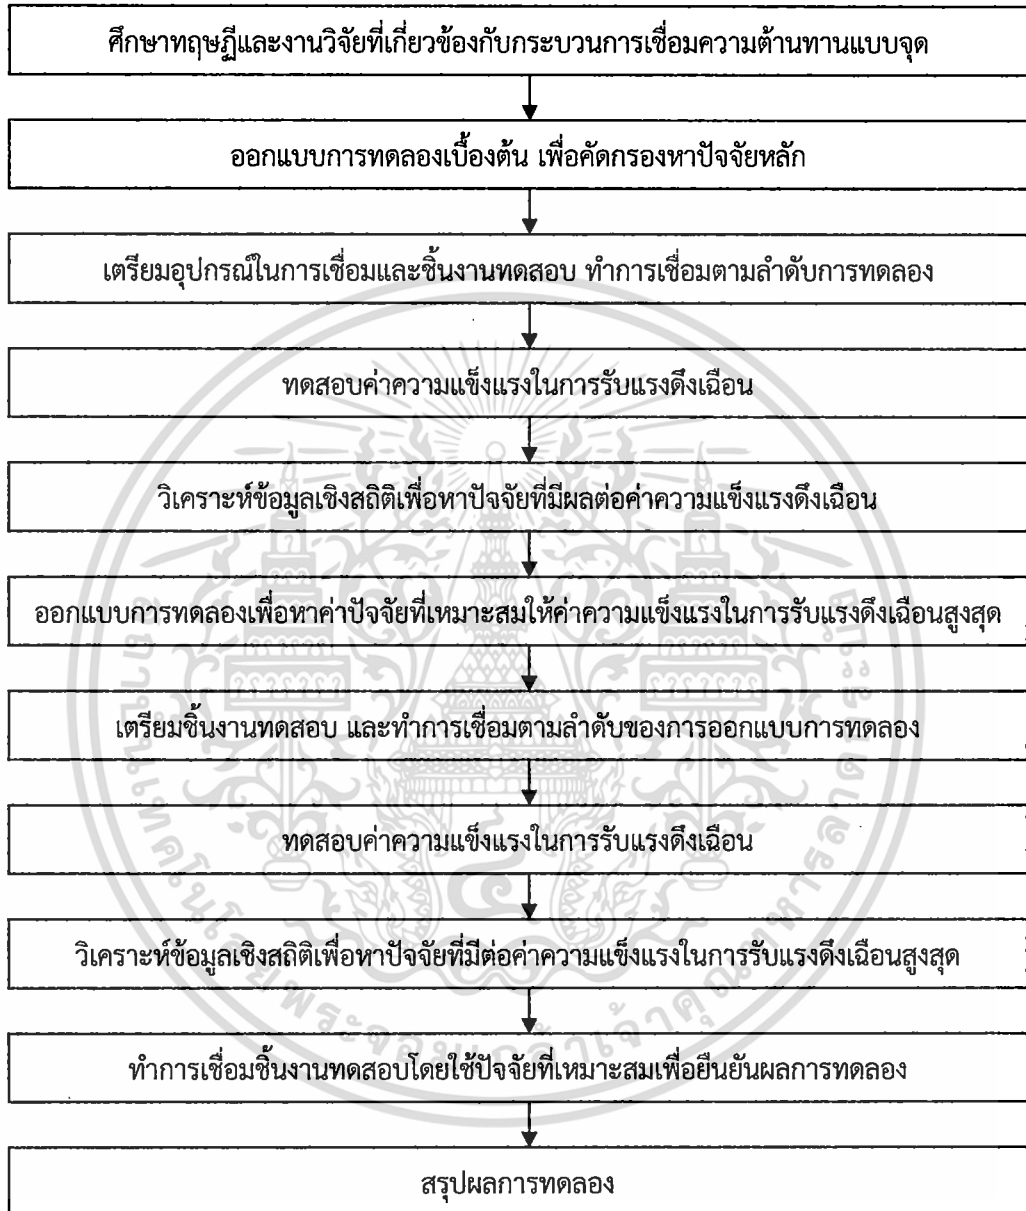 ศึกษาทฤษฎีและงานวิจัยที่เกี่ยวข้องกับกระบวนการเชื่อมความต้านทานแบบจุด
ออกแบบการทดลองเบื้องต้น เพื่อคัดกรองหาปัจจัยหลัก
เตรียมอุปกรณ์ในการเชื่อมและชิ้นงานทดสอบ ทำการเชื่อมตามลำดับการทดลอง
ทดสอบค่าความแข็งแรงในการรับแรงดึงเฉือน
วิเคราะห์ข้อมูลเชิงสถิติเพื่อหาปัจจัยที่มีผลต่อค่าความแข็งแรงดึงเฉือน
ออกแบบการทดลองเพื่อหาค่าปัจจัยที่เหมาะสมให้ค่าความแข็งแรงในการรับแรงดึงเฉือนสูงสุด
เตรียมชิ้นงานทดสอบ และทำการเชื่อมตามลำดับของการออกแบบการทดลอง
ทดสอบค่าความแข็งแรงในการรับแรงดึงเฉือน
วิเคราะห์ข้อมูลเชิงสถิติเพื่อหาปัจจัยที่มีต่อค่าความแข็งแรงในการรับแรงดึงเฉือนสูงสุด
ทำการเชื่อมชิ้นงานทดสอบโดยใช้ปัจจัยที่เหมาะสมเพื่อยืนยันผลการทดลอง
สรุปผลการทดลอง